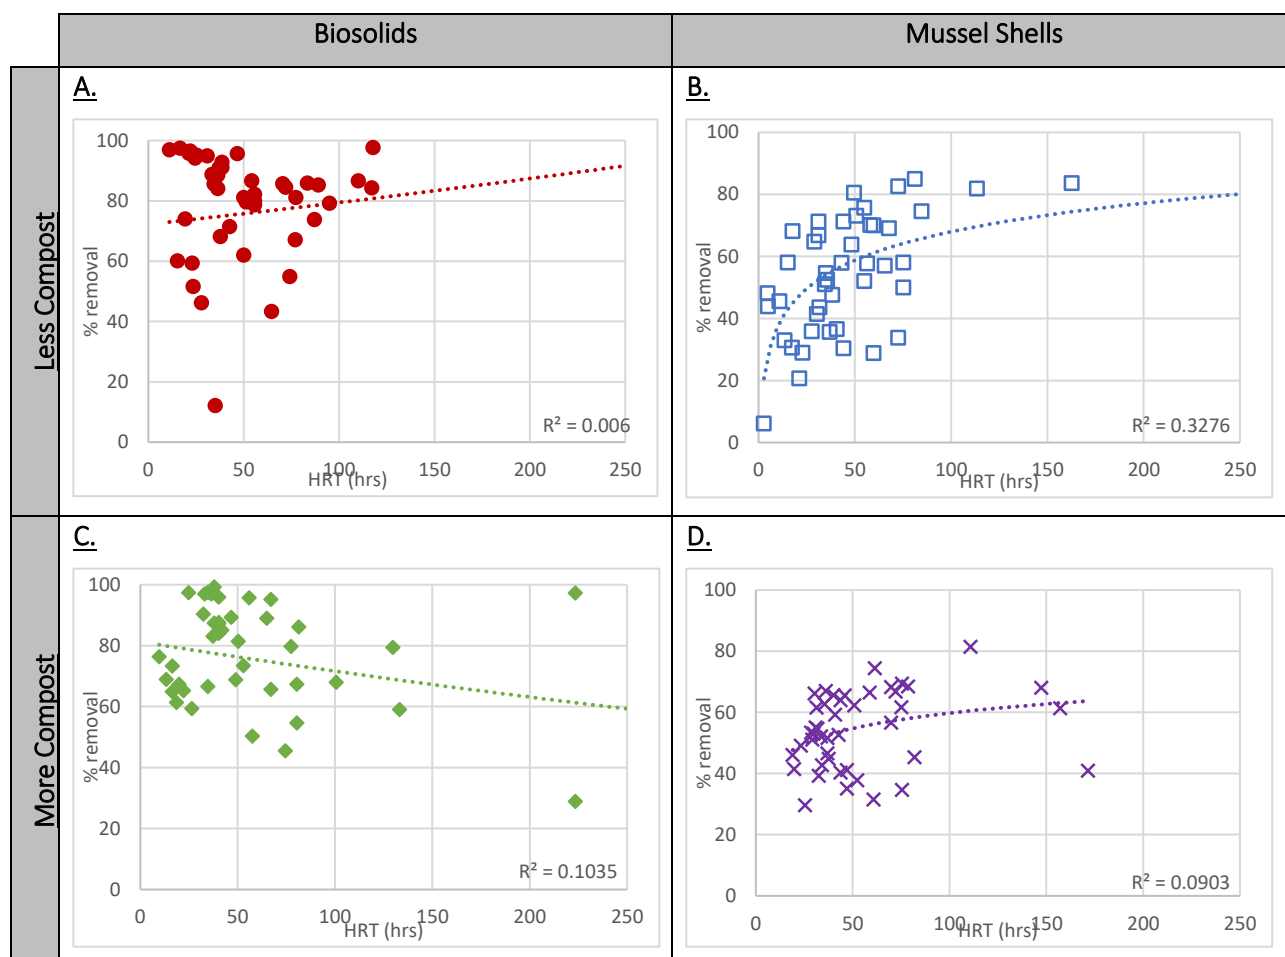 Biosolids
Mussel Shells
Less Compost
A.
100
80
60
40
20
0
% removal
R² = 0.006
0 50 100 150 200 250
HRT (hrs)
B.
100
80
60
40
20
0
% removal
R² = 0.3276
0 50 100 150 200 250
HRT (hrs)
More Compost
C.
100
80
60
40
20
0
% removal
R² = 0.1035
0 50 100 150 200 250
HRT (hrs)
D.
100
80
60
40
20
0
% removal
R² = 0.0903
0 50 100 150 200 250
HRT (hrs)